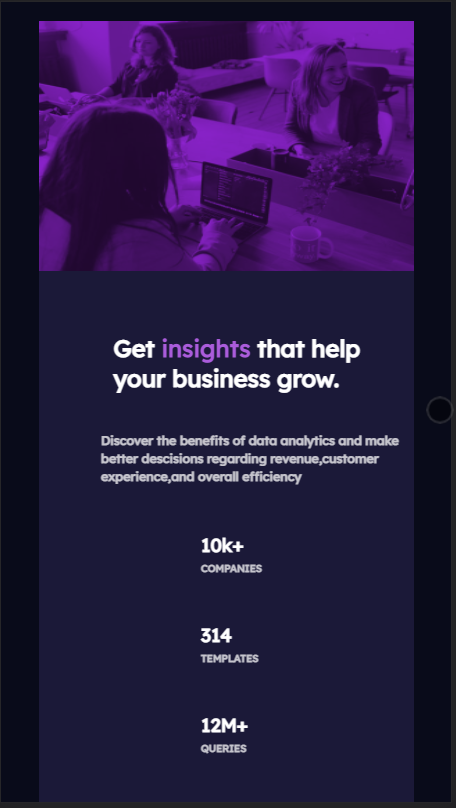 Get insights that help
your business grow.
Discover the benefits of data analytics and make
better descisions regarding revenue,customer
experience,and overall efficiency
10k+
COMPANIES
314
TEMPLATES
12M+
QUERIES